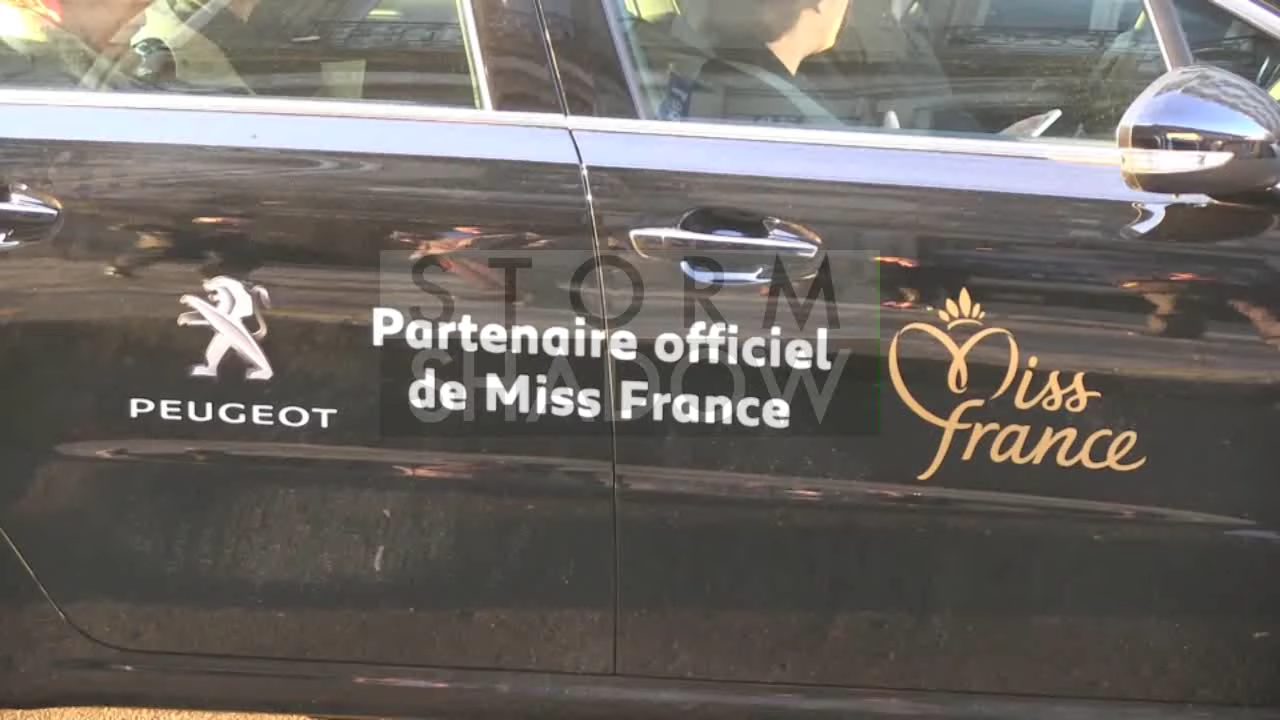 STORM
SHADOW
PEUGEOT
Partenaire officiel
de Miss France
Miss
france